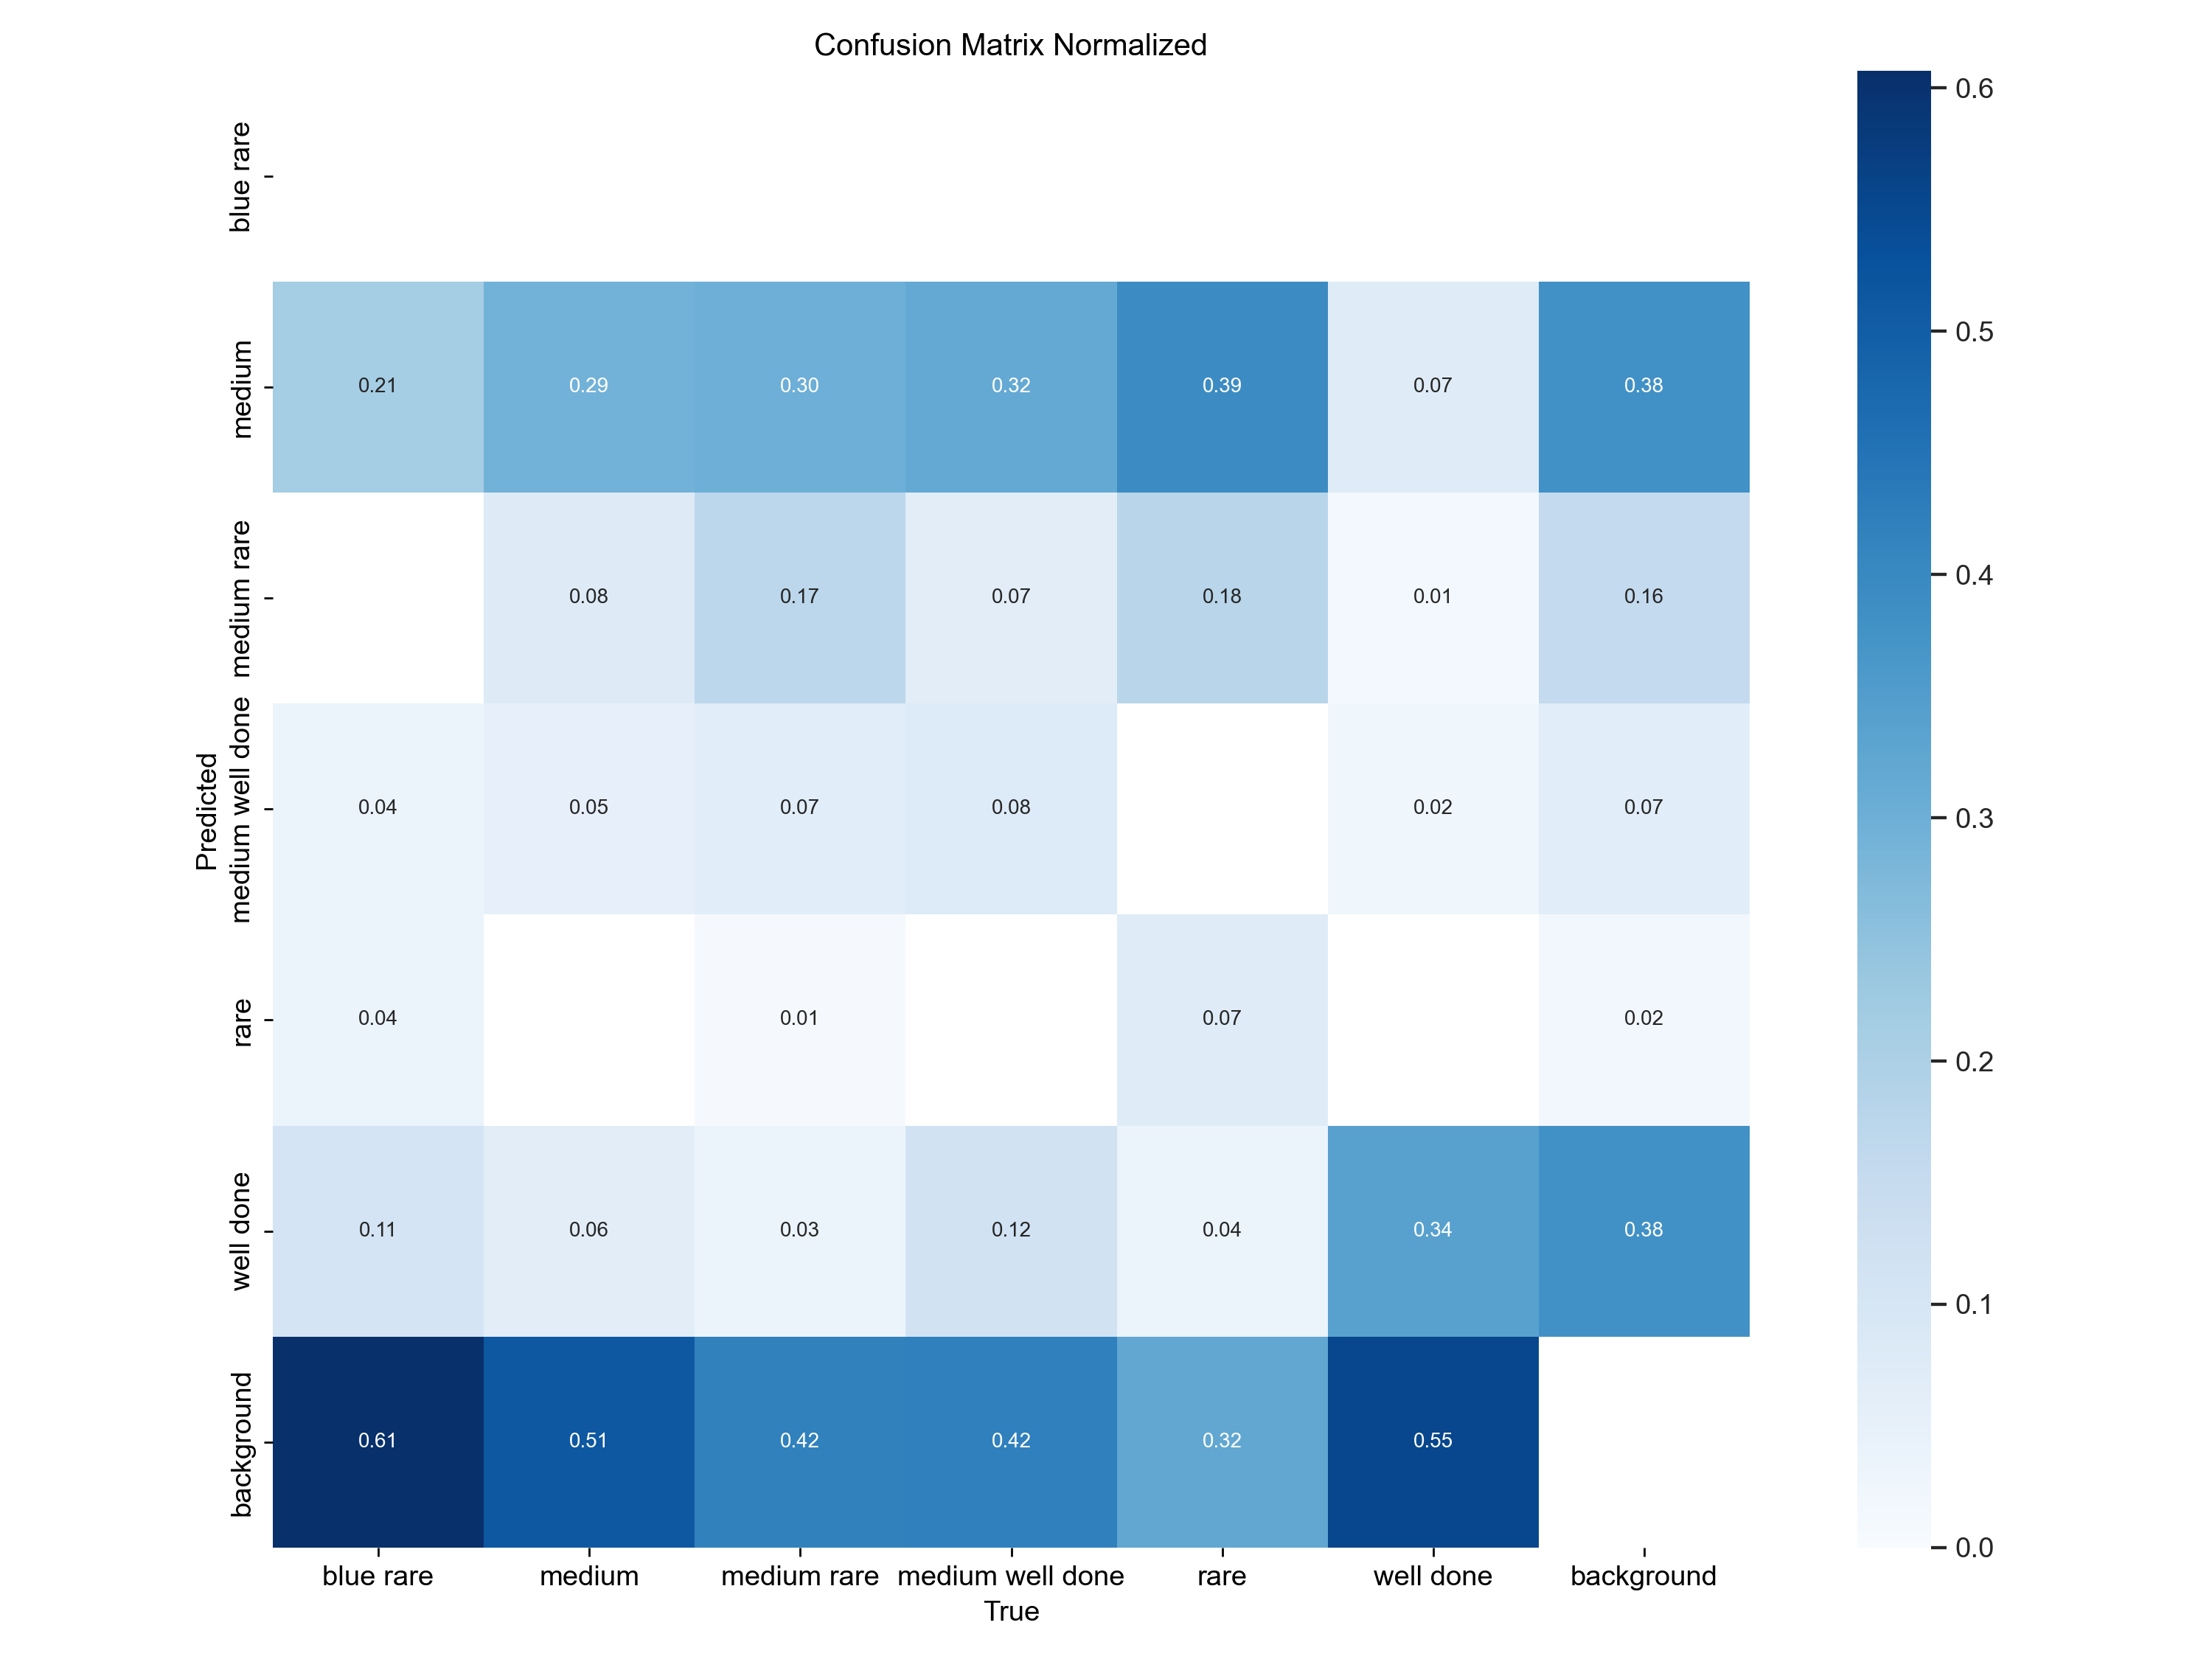 Confusion Matrix Normalized
blue rare
medium
0.21 0.29 0.30 0.32 0.39 0.07 0.38
medium rare
0.08 0.17 0.07 0.18 0.01 0.16
medium well done
0.04 0.05 0.07 0.08 0.02 0.07
rare
0.04 0.01 0.07 0.02
well done
0.11 0.06 0.03 0.12 0.04 0.34 0.38
background
0.61 0.51 0.42 0.42 0.32 0.55
Predicted
blue rare medium medium rare medium well done rare well done background
True
0.6
0.5
0.4
0.3
0.2
0.1
0.0